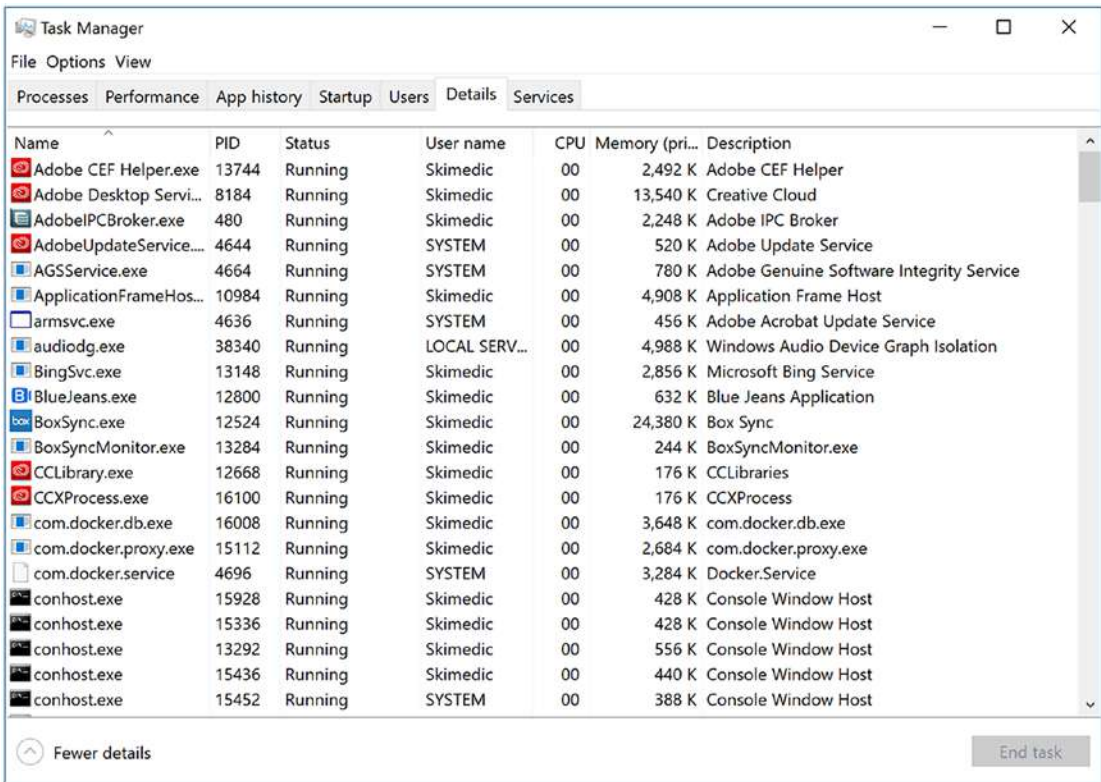 Task Manager
File Options View
Processes Performance App history Startup Users Details Services
Name PID Status User name CPU Memory (pri... Description
Adobe CEF Helper.exe 13744 Running Skimedic 00 2,492 K Adobe CEF Helper
Adobe Desktop Servi... 8184 Running Skimedic 00 13,540 K Creative Cloud
AdobeIPCBroker.exe 480 Running Skimedic 00 2,248 K Adobe IPC Broker
AdobeUpdateService.... 4644 Running SYSTEM 00 520 K Adobe Update Service
AGSService.exe 4664 Running SYSTEM 00 780 K Adobe Genuine Software Integrity Service
ApplicationFrameHos... 10984 Running Skimedic 00 4,908 K Application Frame Host
armsvc.exe 4636 Running SYSTEM 00 456 K Adobe Acrobat Update Service
audiodg.exe 38340 Running LOCAL SERV... 00 4,988 K Windows Audio Device Graph Isolation
BingSvc.exe 13148 Running Skimedic 00 2,856 K Microsoft Bing Service
BlueJeans.exe 12800 Running Skimedic 00 632 K Blue Jeans Application
box BoxSync.exe 12524 Running Skimedic 00 24,380 K Box Sync
BoxSyncMonitor.exe 13284 Running Skimedic 00 244 K BoxSyncMonitor.exe
CCLibrary.exe 12668 Running Skimedic 00 176 K CCLibraries
CCXProcess.exe 16100 Running Skimedic 00 176 K CCXProcess
com.docker.db.exe 16008 Running Skimedic 00 3,648 K com.docker.db.exe
com.docker.proxy.exe 15112 Running Skimedic 00 2,684 K com.docker.proxy.exe
com.docker.service 4696 Running SYSTEM 00 3,284 K Docker.Service
conhost.exe 15928 Running Skimedic 00 428 K Console Window Host
conhost.exe 15336 Running Skimedic 00 428 K Console Window Host
conhost.exe 13292 Running Skimedic 00 556 K Console Window Host
conhost.exe 15436 Running Skimedic 00 440 K Console Window Host
conhost.exe 15452 Running SYSTEM 00 388 K Console Window Host
Fewer details End task